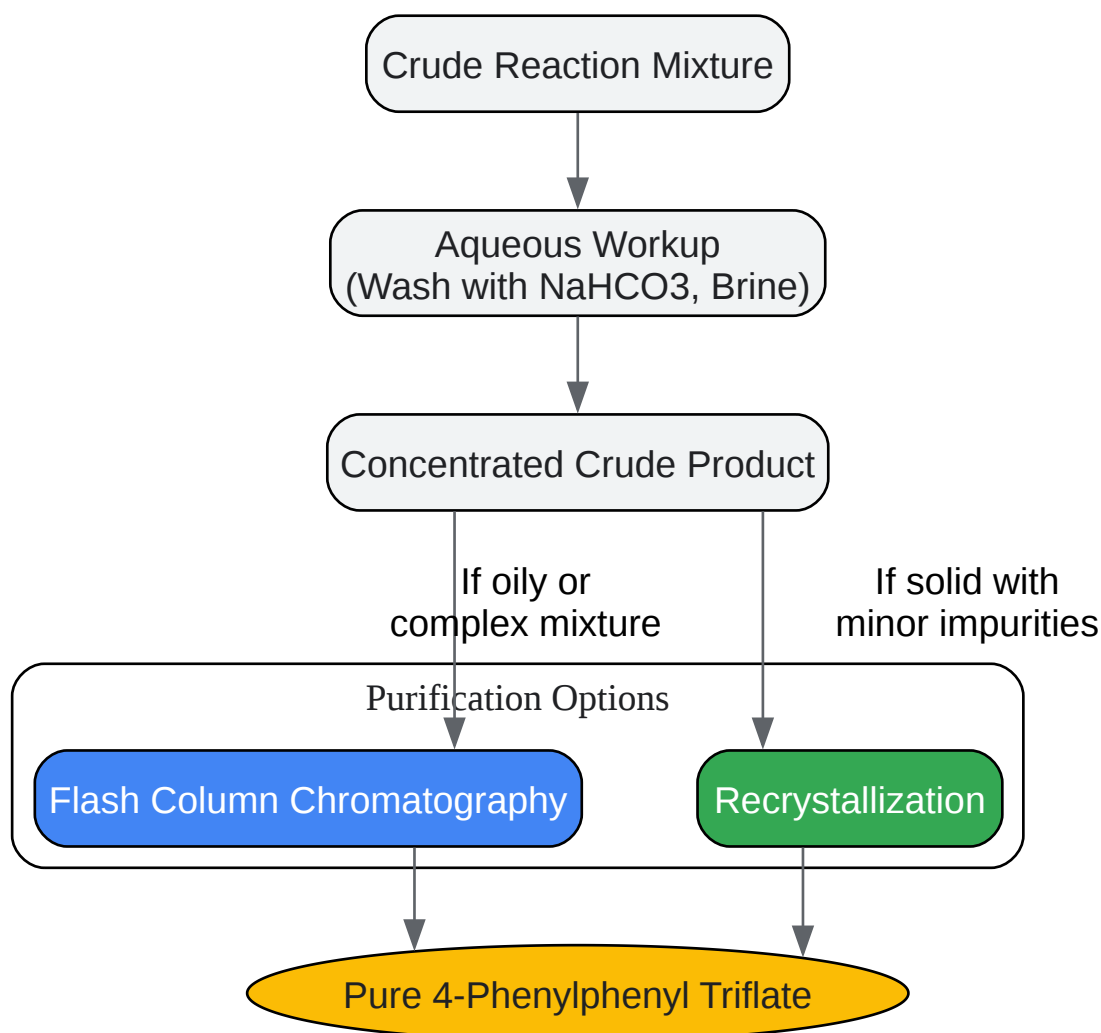 Crude Reaction Mixture
Aqueous Workup
(Wash with NaHCO3, Brine)
Concentrated Crude Product
If oily or
complex mixture
If solid with
minor impurities
Purification Options
Flash Column Chromatography
Recrystallization
Pure 4-Phenylphenyl Triflate